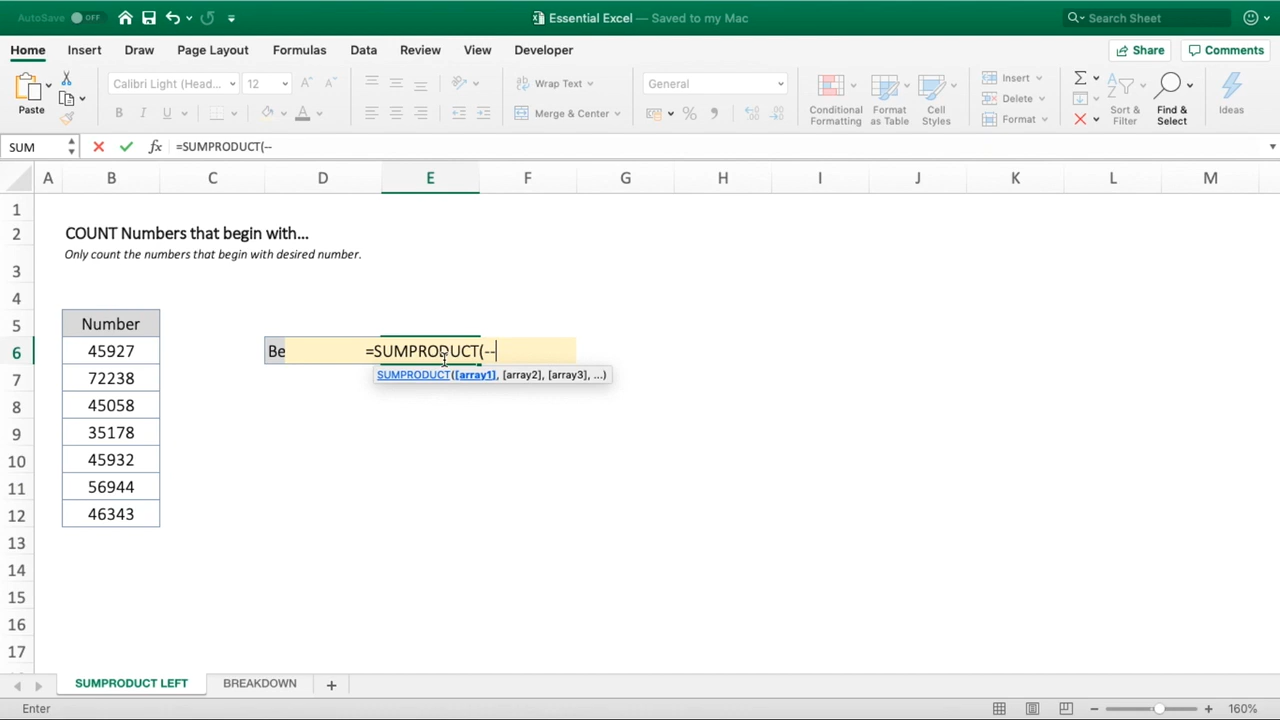 AutoSave OFF Essential Excel — Saved to my Mac Search Sheet
Home Insert Draw Page Layout Formulas Data Review View Developer Share Comments
Paste
Calibri Light (Head... 12 A^ A
B I U A
Wrap Text
Merge & Center
General
% ,
Conditional Formatting
Format as Table
Cell Styles
Insert
Delete
Format
Sort & Filter
Find & Select
Ideas
SUM fx =SUMPRODUCT(--
A B C D E F G H I J K L M
1
2 COUNT Numbers that begin with...
3 Only count the numbers that begin with desired number.
4
5 Number
6 45927 Be =SUMPRODUCT(--
SUMPRODUCT([array1], [array2], [array3], ...)
7 72238
8 45058
9 35178
10 45932
11 56944
12 46343
13
14
15
16
17
SUMPRODUCT LEFT BREAKDOWN +
Enter 160%